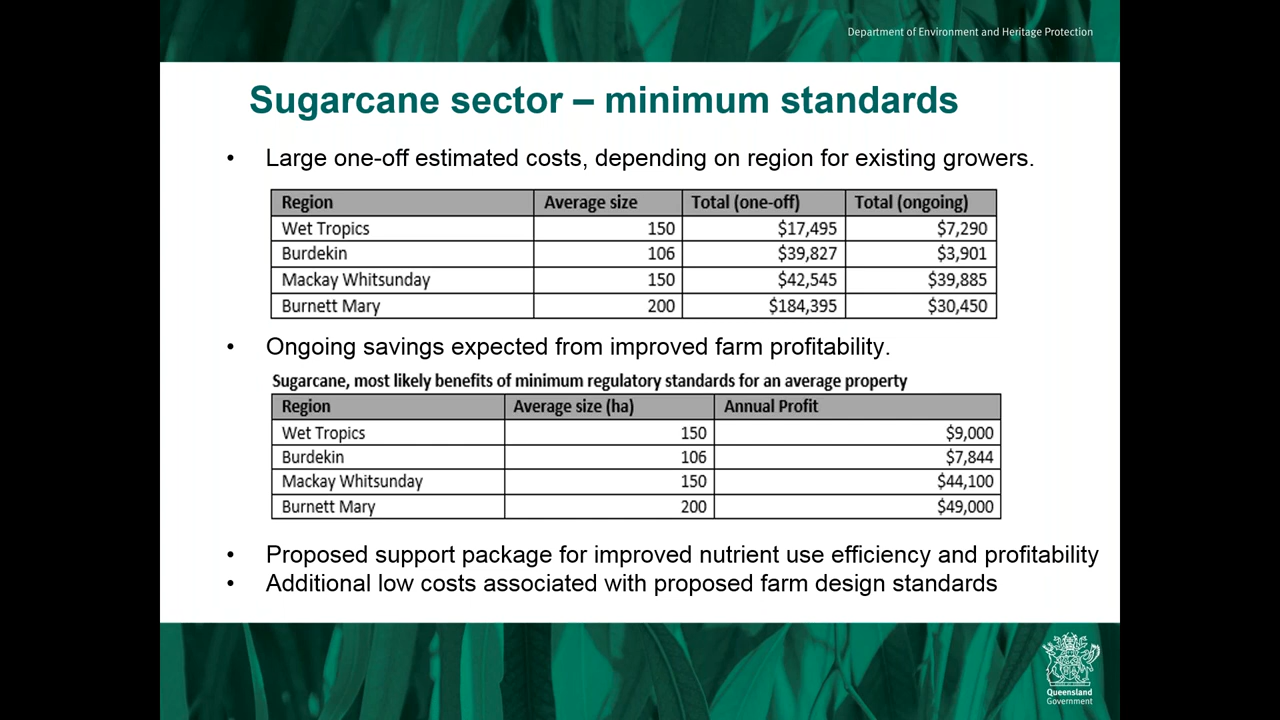 Department of Environment and Heritage Protection
Sugarcane sector – minimum standards
• Large one-off estimated costs, depending on region for existing growers.
Region Average size Total (one-off) Total (ongoing)
Wet Tropics 150 $17,495 $7,290
Burdekin 106 $39,827 $3,901
Mackay Whitsunday 150 $42,545 $39,885
Burnett Mary 200 $184,395 $30,450
• Ongoing savings expected from improved farm profitability.
Sugarcane, most likely benefits of minimum regulatory standards for an average property
Region Average size (ha) Annual Profit
Wet Tropics 150 $9,000
Burdekin 106 $7,844
Mackay Whitsunday 150 $44,100
Burnett Mary 200 $49,000
• Proposed support package for improved nutrient use efficiency and profitability
• Additional low costs associated with proposed farm design standards
Queensland
Government